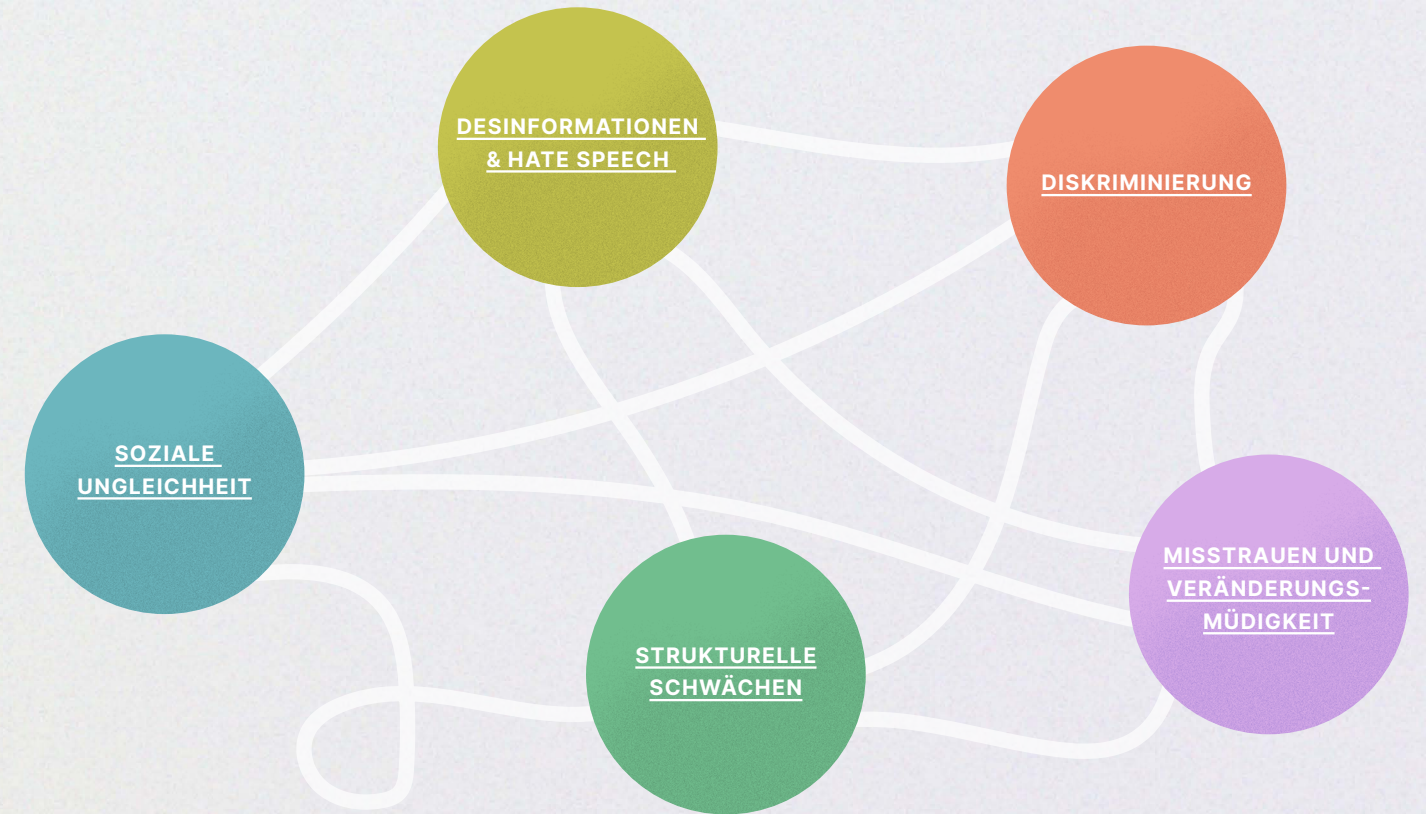 DESINFORMATIONEN
& HATE SPEECH
DISKRIMINIERUNG
SOZIALE
UNGLEICHHEIT
MISSTRAUEN UND
VERÄNDERUNGS-
MÜDIGKEIT
STRUKTURELLE
SCHWÄCHEN